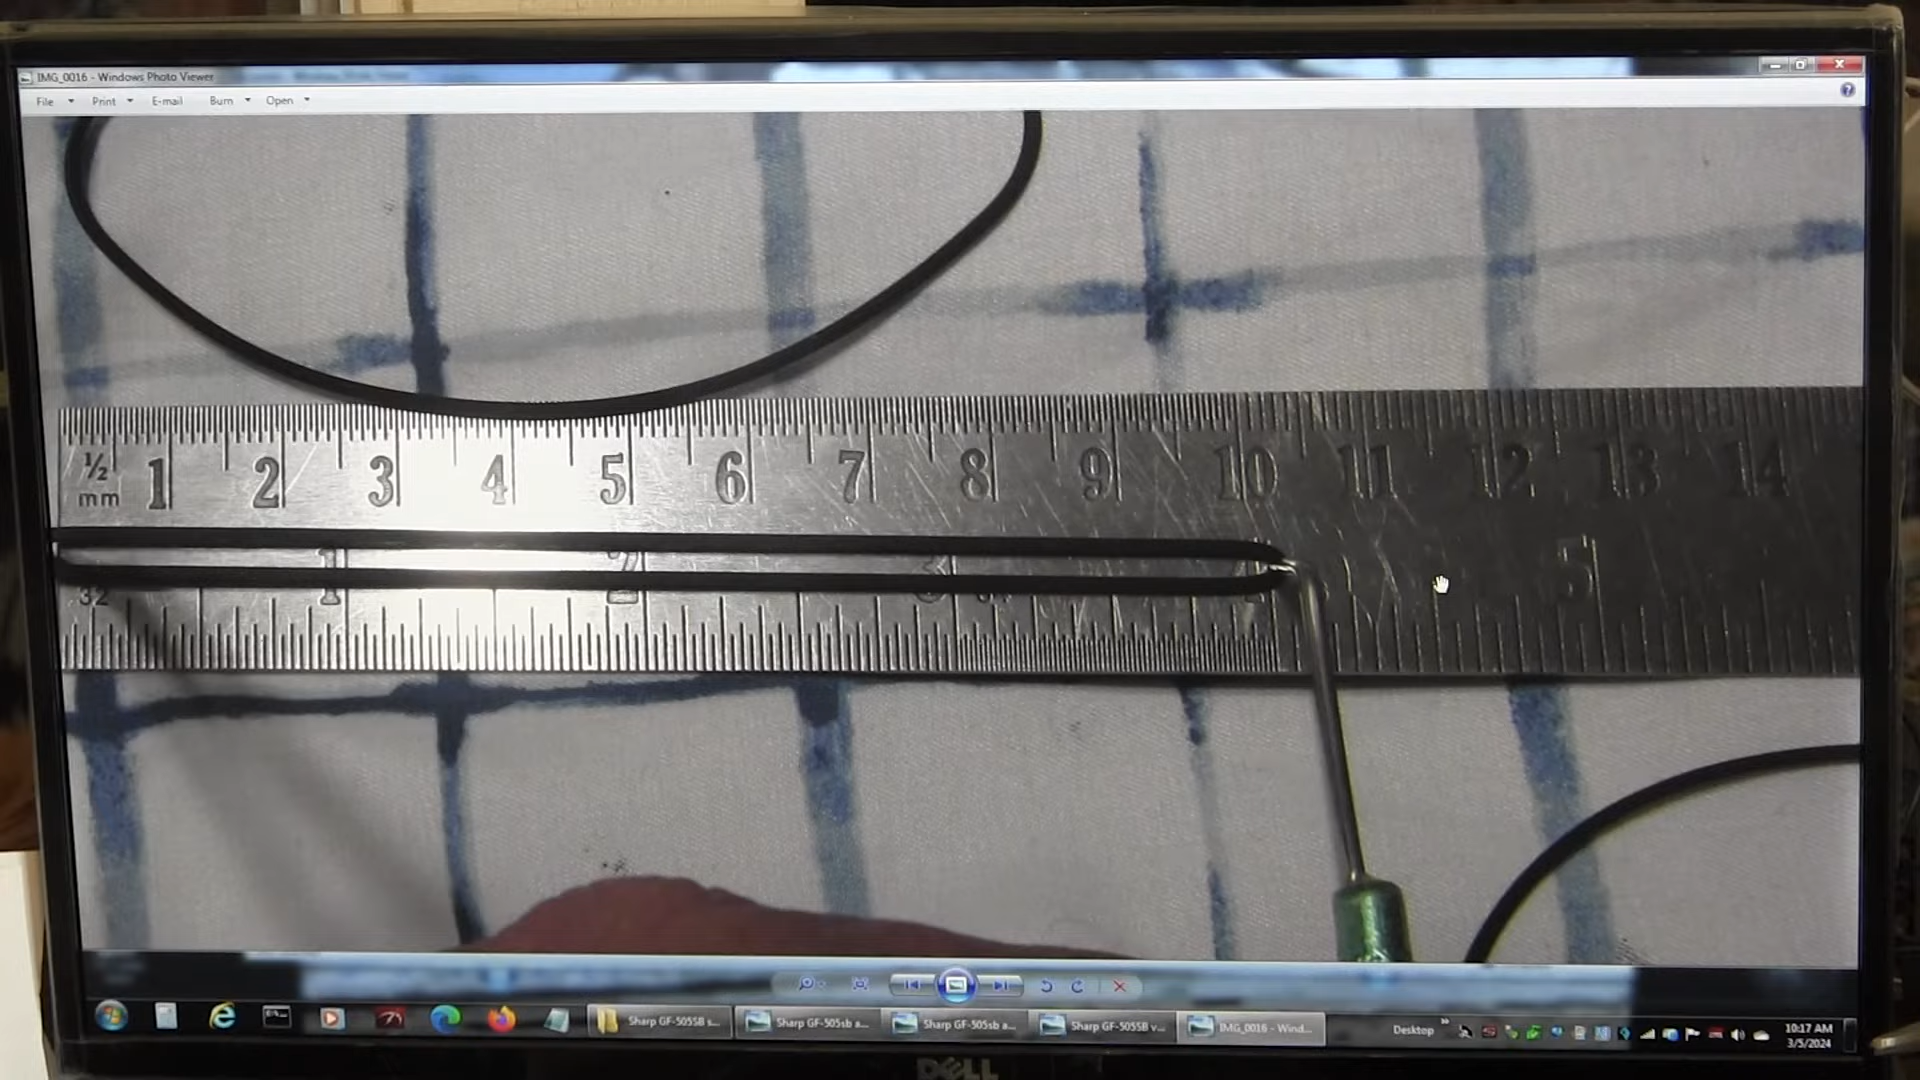 IMG_0016 - Windows Photo Viewer
File Print E-mail Burn Open
1/2 mm 1 2 3 4 5 6 7 8 9 10 11 12 13 14
1 2 3 5
32
Sharp GF-505SB s... Sharp GF-505sb a... Sharp GF-505sb a... Sharp GF-505SB v... IMG_0016 - Wind... Desktop 10:17 AM
3/5/2024
DELL